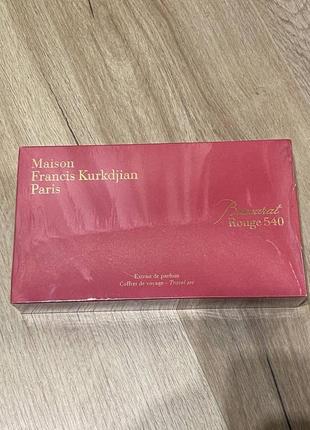 Maison
Francis Kurkdjian
Paris
Baccarat
Rouge 540
Extrait de parfum
Coffret de voyage - Travel set